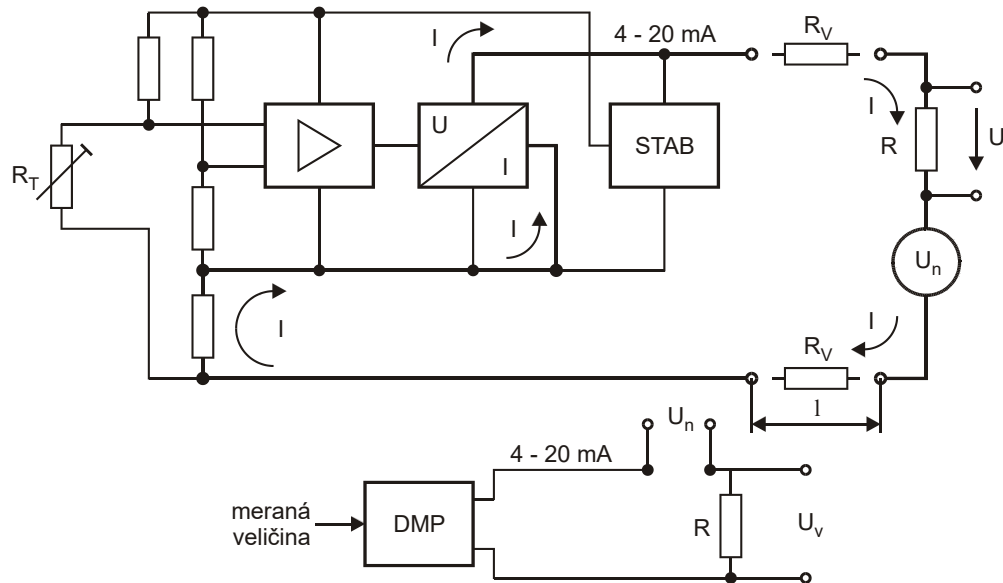 I
4 - 20 mA
R_V
I
U
I
STAB
R
U
R_T
I
U_n
I
I
R_V
l
U_n
4 - 20 mA
meraná
veličina
DMP
R
U_v